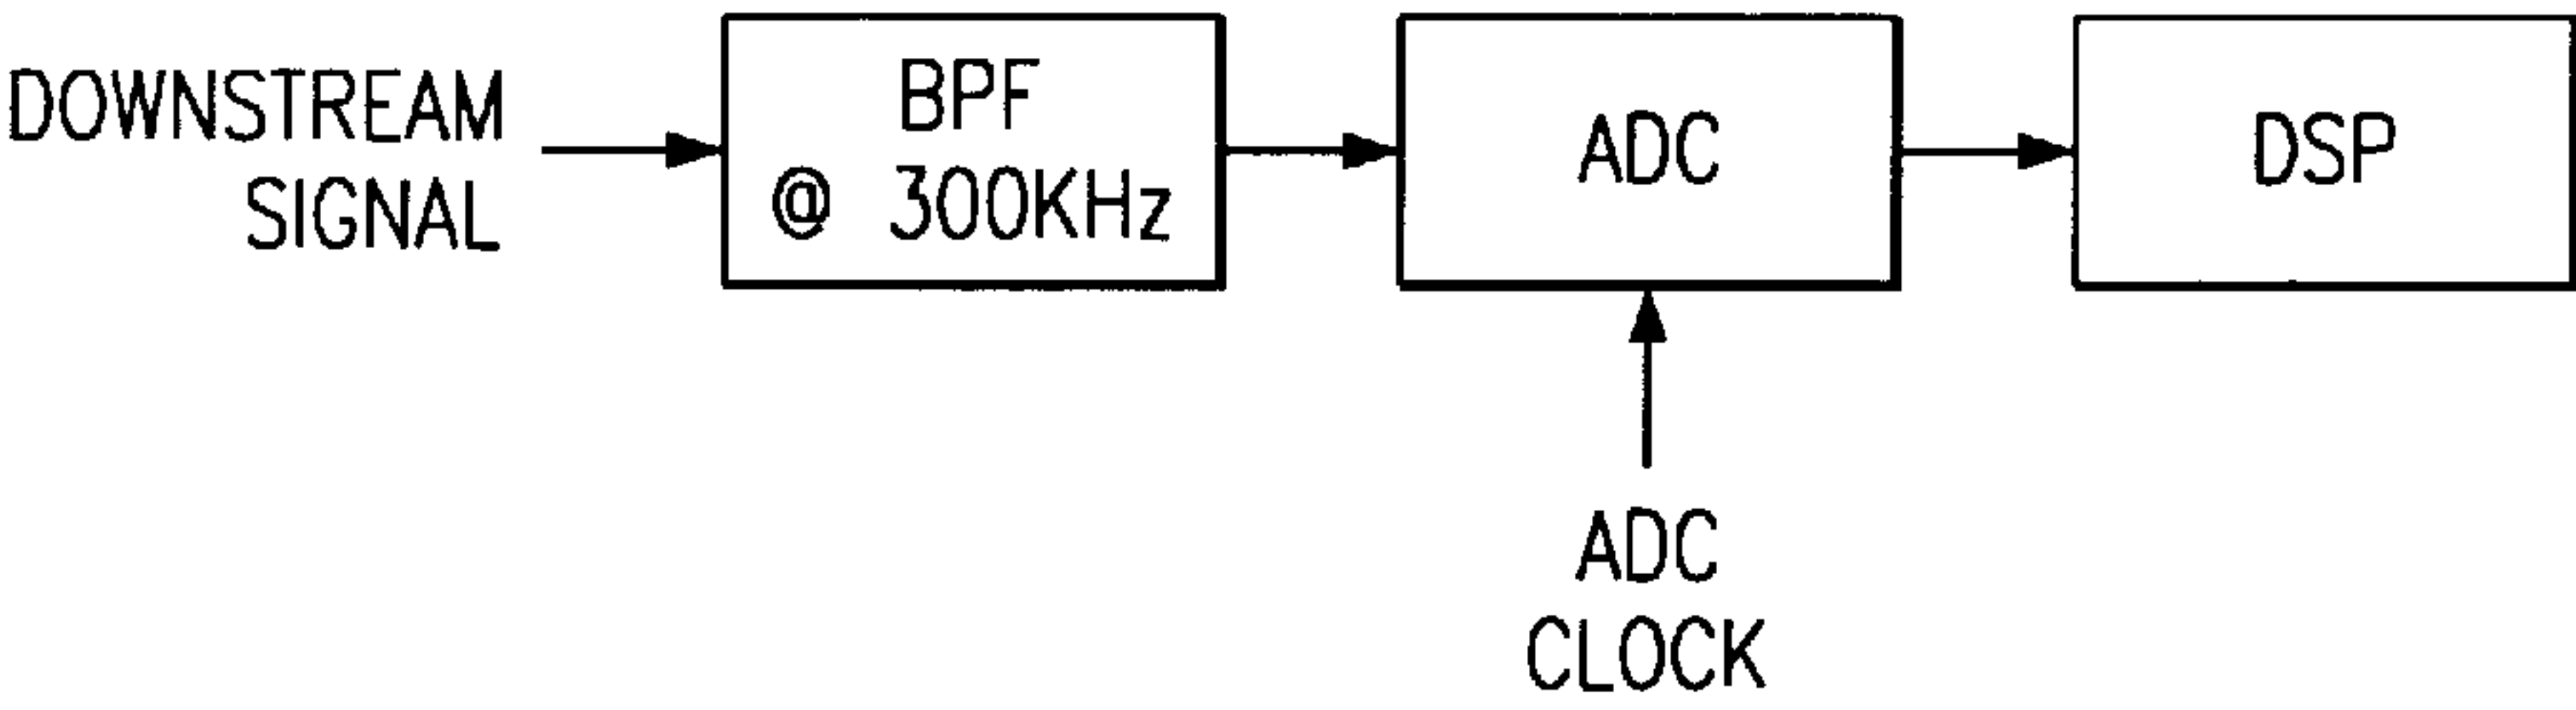 DOWNSTREAM
SIGNAL
BPF
@ 300KHz
ADC
DSP
ADC
CLOCK